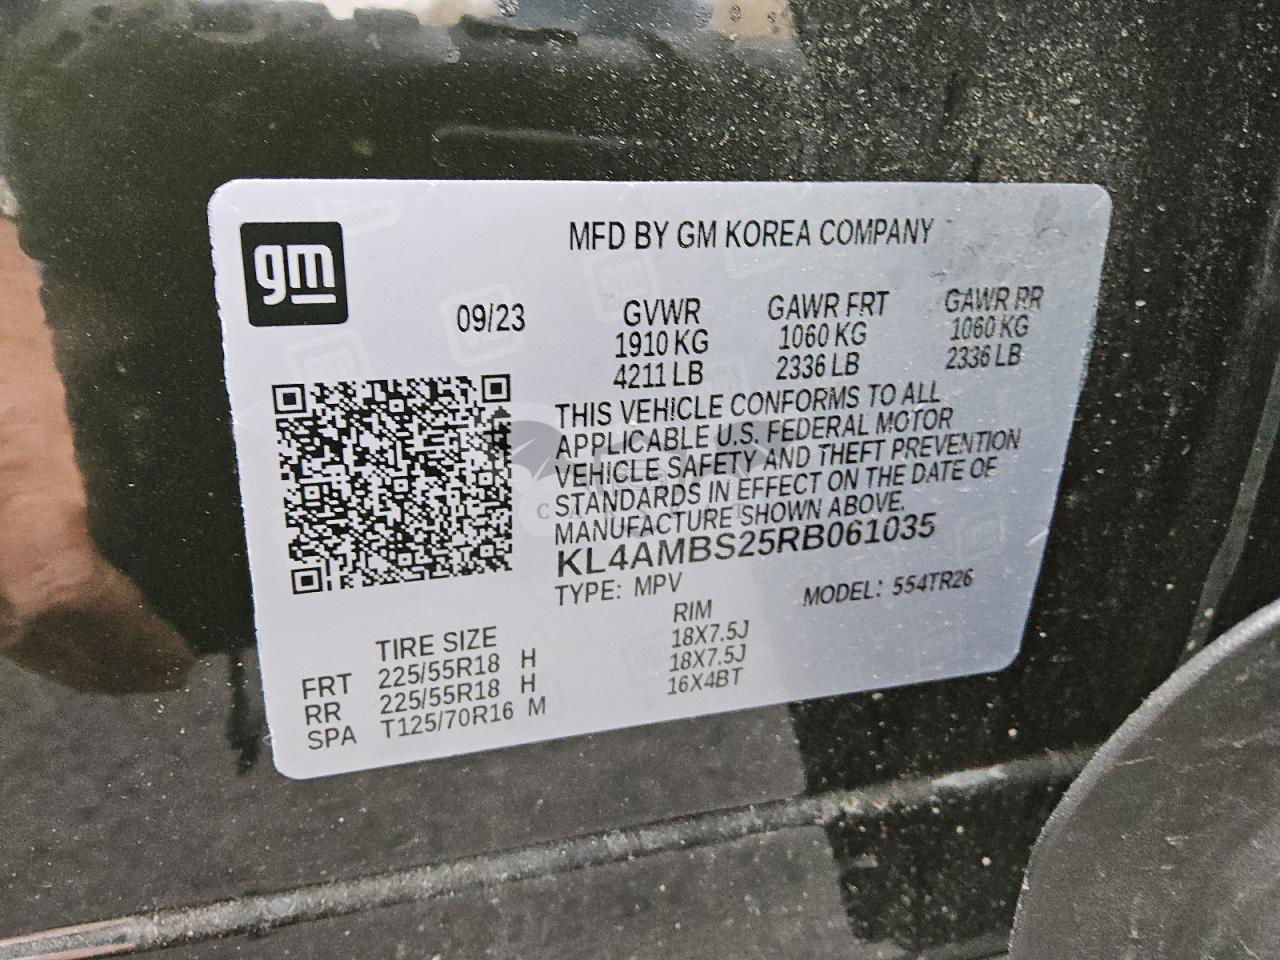 gm
MFD BY GM KOREA COMPANY
09/23
GVWR GAWR FRT GAWR RR
1910 KG 1060 KG 1060 KG
4211 LB 2336 LB 2336 LB
THIS VEHICLE CONFORMS TO ALL
APPLICABLE U.S. FEDERAL MOTOR
VEHICLE SAFETY AND THEFT PREVENTION
STANDARDS IN EFFECT ON THE DATE OF
MANUFACTURE SHOWN ABOVE.
KL4AMBS25RB061035
TYPE: MPV MODEL: 554TR26
TIRE SIZE RIM
FRT 225/55R18 H 18X7.5J
RR 225/55R18 H 18X7.5J
SPA T125/70R16 M 16X4BT